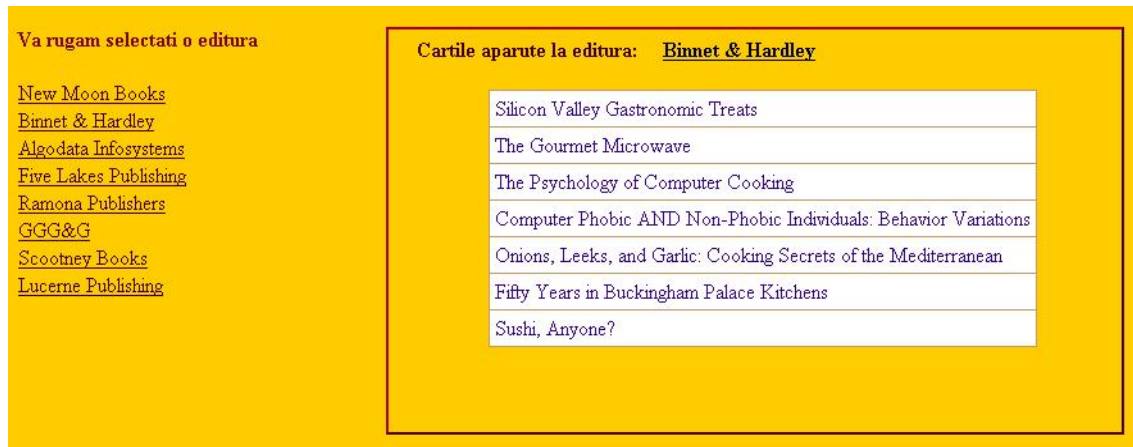 Va rugam selectati o editura
New Moon Books
Binnet & Hardley
Algodata Infosystems
Five Lakes Publishing
Ramona Publishers
GGG&G
Scootney Books
Lucerne Publishing
Cartile aparute la editura: Binnet & Hardley
Silicon Valley Gastronomic Treats
The Gourmet Microwave
The Psychology of Computer Cooking
Computer Phobic AND Non-Phobic Individuals: Behavior Variations
Onions, Leeks, and Garlic: Cooking Secrets of the Mediterranean
Fifty Years in Buckingham Palace Kitchens
Sushi, Anyone?